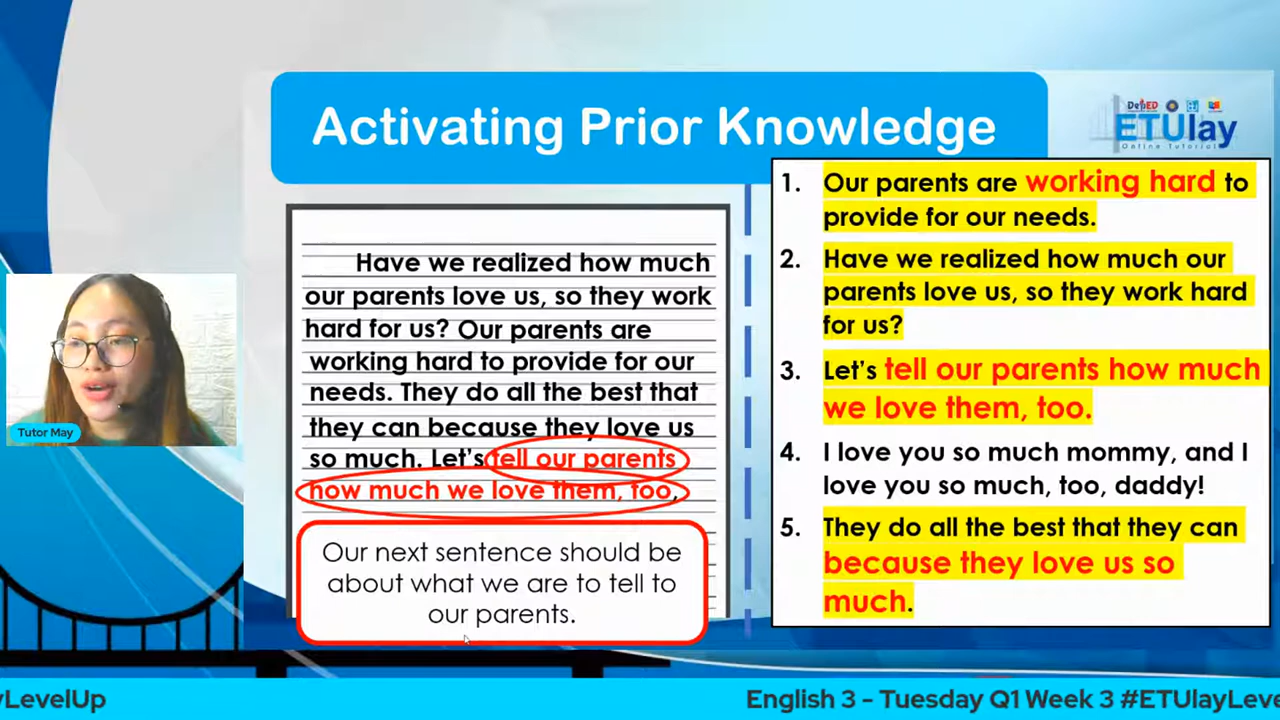 Activating Prior Knowledge
DepED
ETUlay
Online Tutorial
Have we realized how much
our parents love us, so they work
hard for us? Our parents are
working hard to provide for our
needs. They do all the best that
they can because they love us
so much. Let's tell our parents
how much we love them, too,
Our next sentence should be
about what we are to tell to
our parents.
1. Our parents are working hard to
provide for our needs.
2. Have we realized how much our
parents love us, so they work hard
for us?
3. Let's tell our parents how much
we love them, too.
4. I love you so much mommy, and I
love you so much, too, daddy!
5. They do all the best that they can
because they love us so
much.
Tutor May
yLevelUp
English 3 - Tuesday Q1 Week 3 #ETUlayLeve